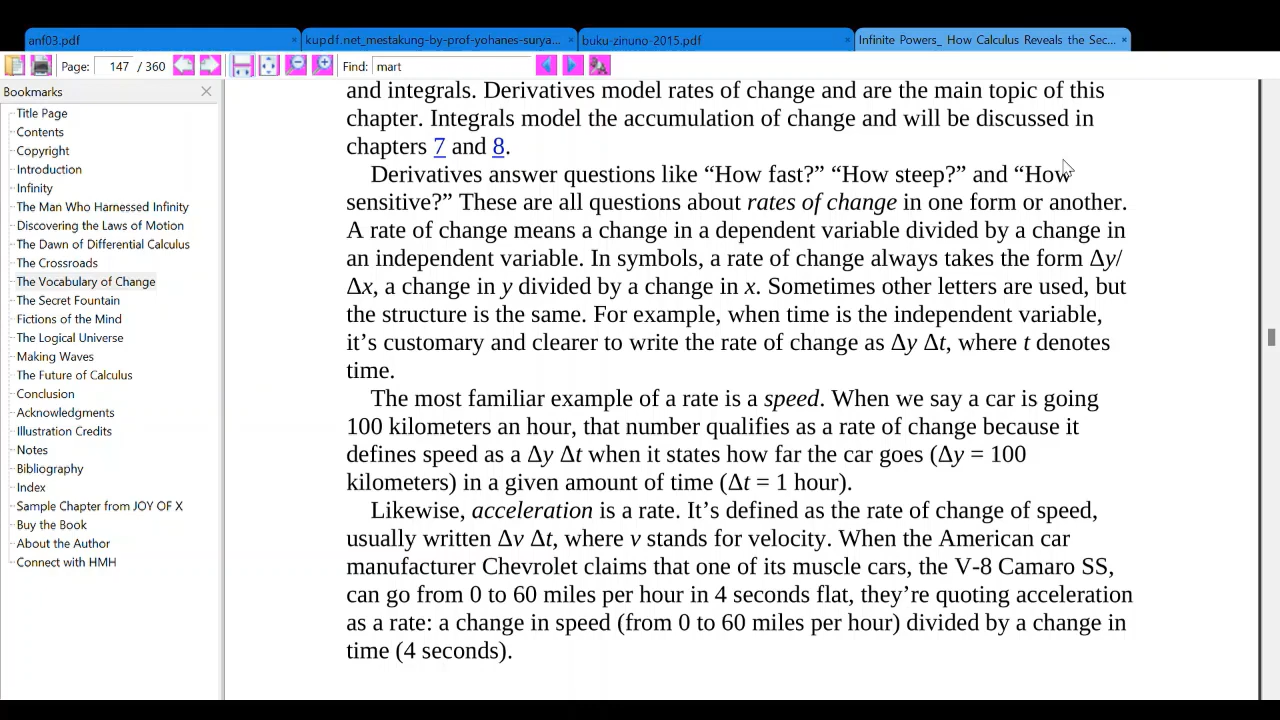 anf03.pdf ×
kupdf.net_mestakung-by-prof-yohanes-surya... ×
buku-zinuno-2015.pdf ×
Infinite Powers_ How Calculus Reveals the Sec... ×
Page: 147 / 360 Find: mart
Bookmarks
Title Page
Contents
Copyright
Introduction
Infinity
The Man Who Harnessed Infinity
Discovering the Laws of Motion
The Dawn of Differential Calculus
The Crossroads
The Vocabulary of Change
The Secret Fountain
Fictions of the Mind
The Logical Universe
Making Waves
The Future of Calculus
Conclusion
Acknowledgments
Illustration Credits
Notes
Bibliography
Index
Sample Chapter from JOY OF X
Buy the Book
About the Author
Connect with HMH
and integrals. Derivatives model rates of change and are the main topic of this
chapter. Integrals model the accumulation of change and will be discussed in
chapters 7 and 8.
Derivatives answer questions like “How fast?” “How steep?” and “How
sensitive?” These are all questions about rates of change in one form or another.
A rate of change means a change in a dependent variable divided by a change in
an independent variable. In symbols, a rate of change always takes the form Δy/
Δx, a change in y divided by a change in x. Sometimes other letters are used, but
the structure is the same. For example, when time is the independent variable,
it’s customary and clearer to write the rate of change as Δy Δt, where t denotes
time.
The most familiar example of a rate is a speed. When we say a car is going
100 kilometers an hour, that number qualifies as a rate of change because it
defines speed as a Δy Δt when it states how far the car goes (Δy = 100
kilometers) in a given amount of time (Δt = 1 hour).
Likewise, acceleration is a rate. It’s defined as the rate of change of speed,
usually written Δv Δt, where v stands for velocity. When the American car
manufacturer Chevrolet claims that one of its muscle cars, the V-8 Camaro SS,
can go from 0 to 60 miles per hour in 4 seconds flat, they’re quoting acceleration
as a rate: a change in speed (from 0 to 60 miles per hour) divided by a change in
time (4 seconds).